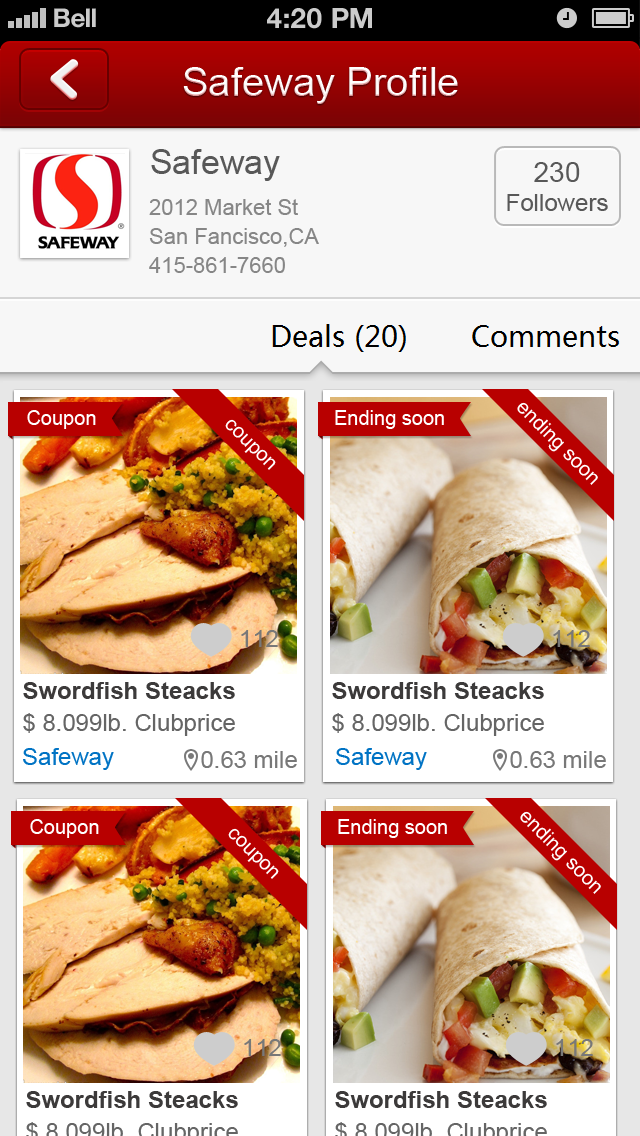 Bell 4:20 PM
Safeway Profile
SAFEWAY®
Safeway
2012 Market St
San Fancisco,CA
415-861-7660
230
Followers
Deals (20) Comments
Coupon
coupon
112
Swordfish Steacks
$ 8.099lb. Clubprice
Safeway 0.63 mile
Ending soon
ending soon
112
Swordfish Steacks
$ 8.099lb. Clubprice
Safeway 0.63 mile
Coupon
coupon
112
Swordfish Steacks
$ 8.099lb. Clubprice
Ending soon
ending soon
112
Swordfish Steacks
$ 8.099lb. Clubprice